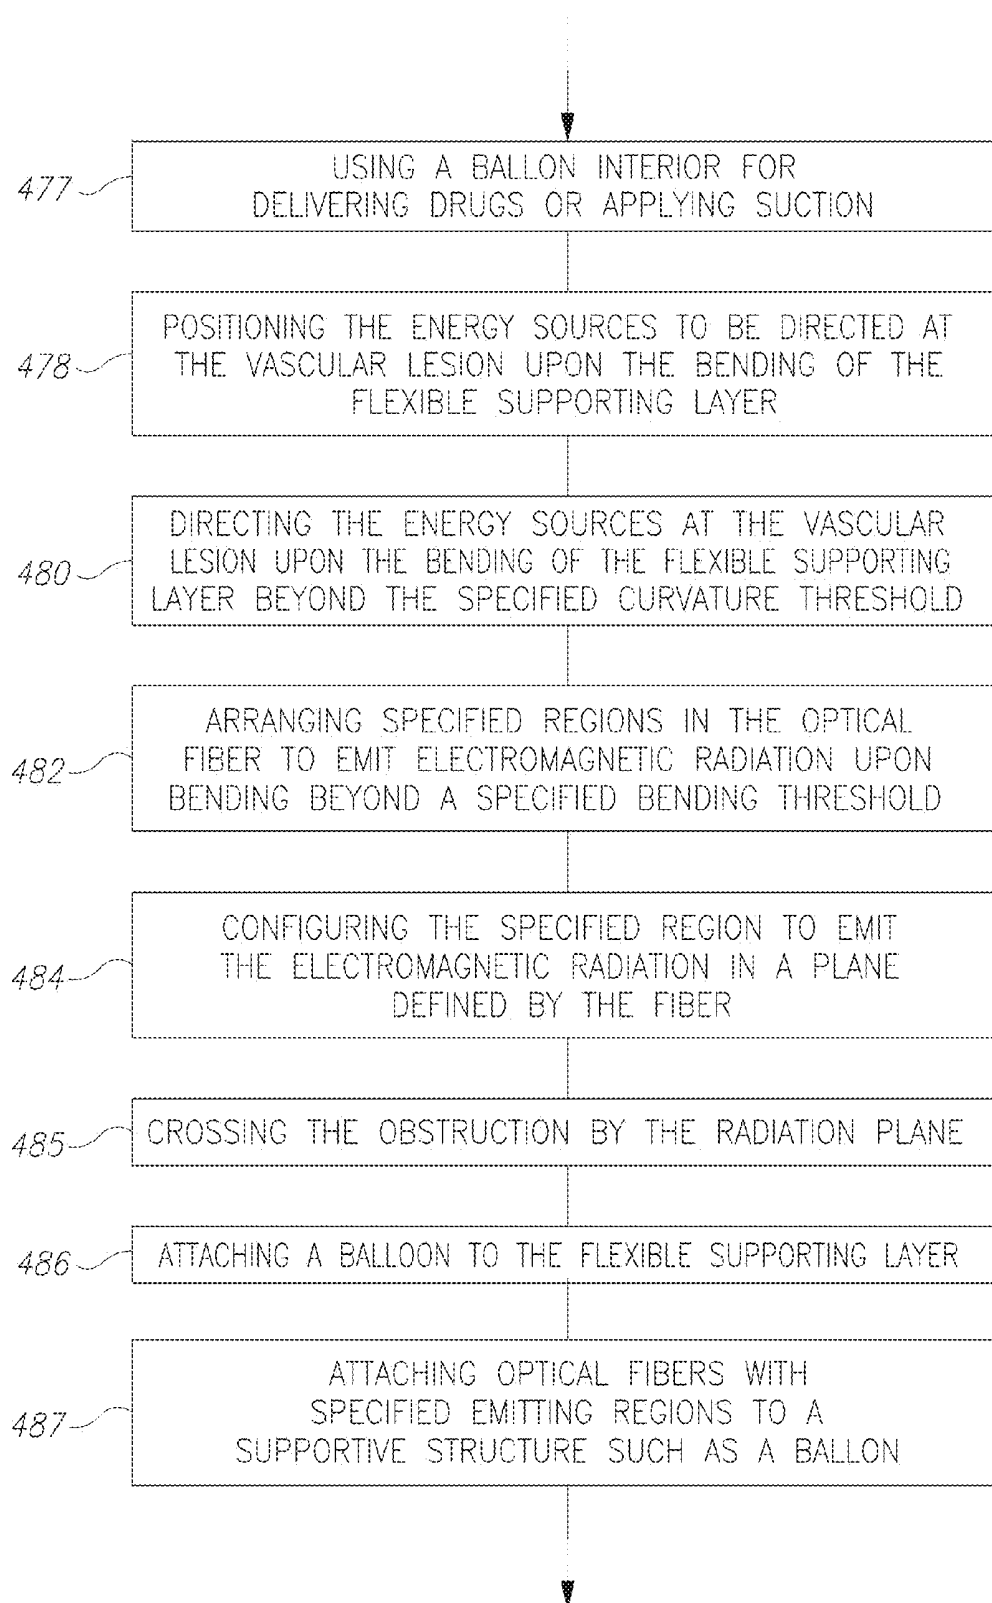 477
USING A BALLON INTERIOR FOR
DELIVERING DRUGS OR APPLYING SUCTION
478
POSITIONING THE ENERGY SOURCES TO BE DIRECTED AT
THE VASCULAR LESION UPON THE BENDING OF THE
FLEXIBLE SUPPORTING LAYER
480
DIRECTING THE ENERGY SOURCES AT THE VASCULAR
LESION UPON THE BENDING OF THE FLEXIBLE SUPPORTING
LAYER BEYOND THE SPECIFIED CURVATURE THRESHOLD
482
ARRANGING SPECIFIED REGIONS IN THE OPTICAL
FIBER TO EMIT ELECTROMAGNETIC RADIATION UPON
BENDING BEYOND A SPECIFIED BENDING THRESHOLD
484
CONFIGURING THE SPECIFIED REGION TO EMIT
THE ELECTROMAGNETIC RADIATION IN A PLANE
DEFINED BY THE FIBER
485
CROSSING THE OBSTRUCTION BY THE RADIATION PLANE
486
ATTACHING A BALLOON TO THE FLEXIBLE SUPPORTING LAYER
487
ATTACHING OPTICAL FIBERS WITH
SPECIFIED EMITTING REGIONS TO A
SUPPORTIVE STRUCTURE SUCH AS A BALLON